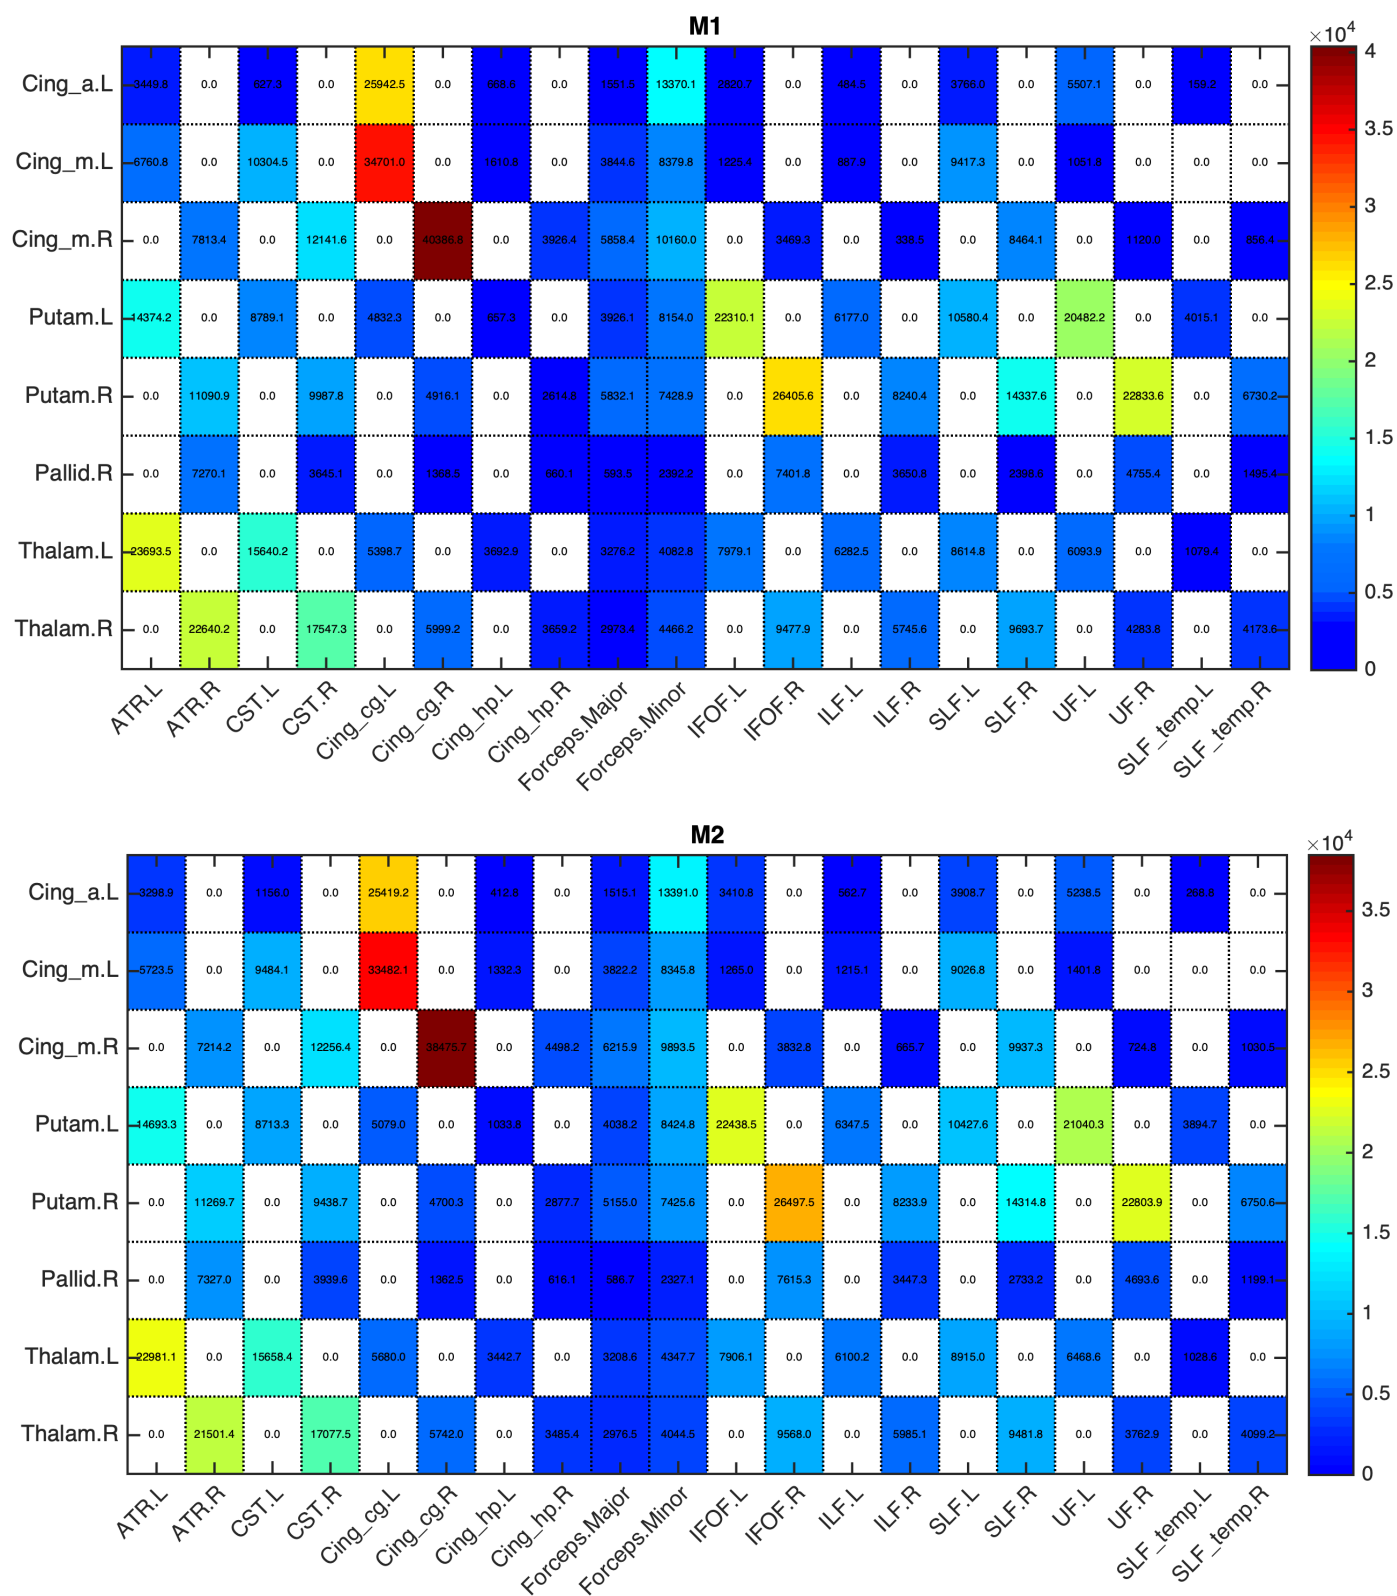 M1
×10⁴
Cing_a.L 3449.8 0.0 627.3 0.0 25942.5 0.0 668.6 0.0 1551.5 13370.1 2820.7 0.0 484.5 0.0 3766.0 0.0 5507.1 0.0 159.2 0.0
Cing_m.L 6760.8 0.0 10304.5 0.0 34701.0 0.0 1510.8 0.0 3844.6 8379.8 1225.4 0.0 887.9 0.0 9417.3 0.0 1051.8 0.0 0.0 0.0
Cing_m.R 0.0 7813.4 0.0 12141.6 0.0 40386.8 0.0 3926.4 5858.4 10160.0 0.0 3469.3 0.0 338.5 0.0 8464.1 0.0 1120.0 0.0 855.4
Putam.L 14374.2 0.0 8789.1 0.0 4832.3 0.0 657.3 0.0 3926.1 8154.0 22310.1 0.0 6177.0 0.0 10580.4 0.0 20482.2 0.0 4015.1 0.0
Putam.R 0.0 11090.9 0.0 9987.8 0.0 4916.1 0.0 2614.8 5832.1 7428.9 0.0 26405.6 0.0 8240.4 0.0 14337.6 0.0 22833.6 0.0 6730.2
Pallid.R 0.0 7270.1 0.0 3645.1 0.0 1368.5 0.0 660.1 593.5 2392.2 0.0 7401.8 0.0 3650.8 0.0 2398.6 0.0 4755.4 0.0 1495.4
Thalam.L 23693.5 0.0 15640.2 0.0 5398.7 0.0 3692.9 0.0 3276.2 4082.8 7979.1 0.0 6282.5 0.0 8614.8 0.0 6093.9 0.0 1079.4 0.0
Thalam.R 0.0 22640.2 0.0 17547.3 0.0 5999.2 0.0 3659.2 2973.4 4466.2 0.0 9477.9 0.0 5745.6 0.0 9693.7 0.0 4283.8 0.0 4173.6
4
3.5
3
2.5
2
1.5
1
0.5
0
ATR.L ATR.R CST.L CST.R Cing_cg.L Cing_cg.R Cing_hp.L Cing_hp.R Forceps.Major Forceps.Minor IFOF.L IFOF.R ILF.L ILF.R SLF.L SLF.R UF.L UF.R SLF_temp.L SLF_temp.R
M2
×10⁴
Cing_a.L 3298.9 0.0 1156.0 0.0 25419.2 0.0 412.8 0.0 1515.1 13391.0 3410.8 0.0 562.7 0.0 3908.7 0.0 5238.5 0.0 268.8 0.0
Cing_m.L 5723.5 0.0 9484.1 0.0 33482.1 0.0 1332.3 0.0 3822.2 8345.8 1265.0 0.0 1215.1 0.0 9026.8 0.0 1401.8 0.0 0.0 0.0
Cing_m.R 0.0 7214.2 0.0 12256.4 0.0 38475.7 0.0 4498.2 6215.9 9893.5 0.0 3832.8 0.0 0.0 9937.3 0.0 724.8 0.0 1030.5
Putam.L 14693.3 0.0 8713.3 0.0 5079.0 0.0 1033.8 0.0 4038.2 8424.8 22438.5 0.0 6347.5 0.0 10427.6 0.0 21040.3 0.0 3894.7 0.0
Putam.R 0.0 11269.7 0.0 9438.7 0.0 4700.3 0.0 2877.7 5155.0 7425.6 0.0 26497.5 0.0 8233.9 0.0 14314.8 0.0 22803.9 0.0 6750.6
Pallid.R 0.0 7327.0 0.0 3939.6 0.0 1362.5 0.0 0.0 7615.3 0.0 3447.3 0.0 2733.2 0.0 4693.6 0.0 1199.1
Thalam.L 22981.1 0.0 15658.4 0.0 5680.0 0.0 3442.7 0.0 3208.6 4347.7 7906.1 0.0 6100.2 0.0 8915.0 0.0 6468.6 0.0 1028.6 0.0
Thalam.R 0.0 21501.4 0.0 17077.5 0.0 5742.0 0.0 3485.4 2976.5 4044.5 0.0 9568.0 0.0 5985.1 0.0 9481.8 0.0 3762.9 0.0 4099.2
3.5
3
2.5
2
1.5
1
0.5
0
ATR.L ATR.R CST.L CST.R Cing_cg.L Cing_cg.R Cing_hp.L Cing_hp.R Forceps.Major Forceps.Minor IFOF.L IFOF.R ILF.L ILF.R SLF.L SLF.R UF.L UF.R SLF_temp.L SLF_temp.R